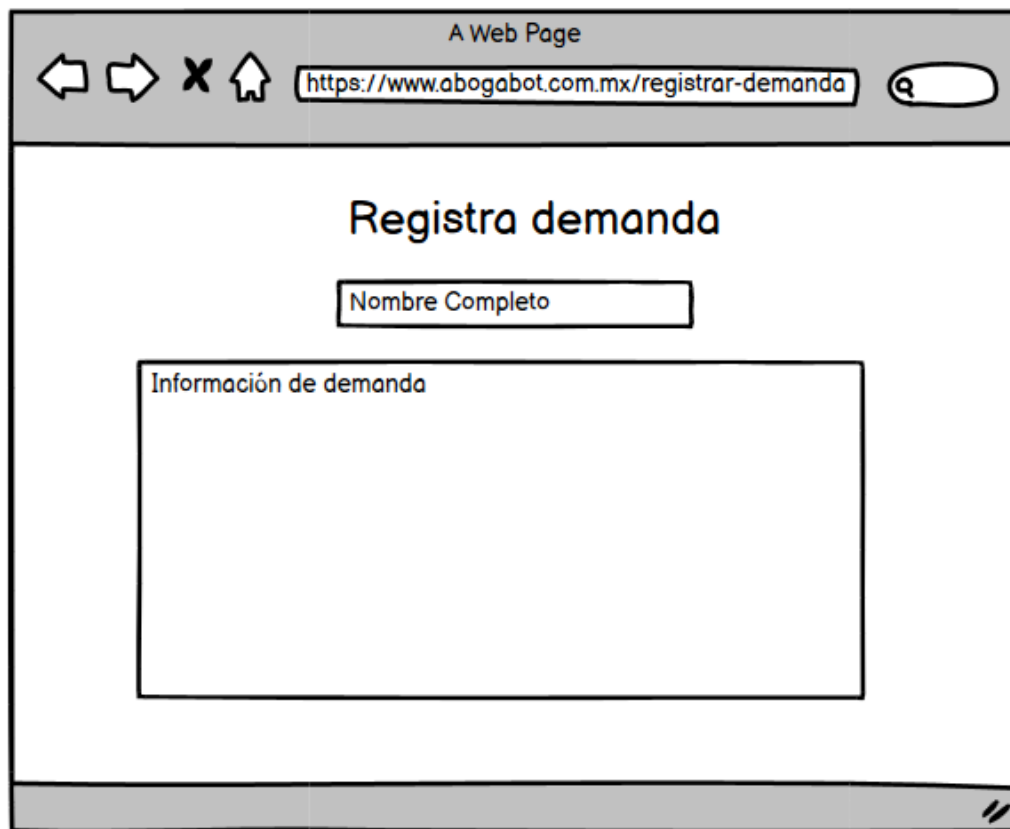 A Web Page
https://www.abogabot.com.mx/registrar-demanda
Registra demanda
Nombre Completo
Información de demanda